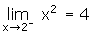 lim x² = 4
x→2⁻